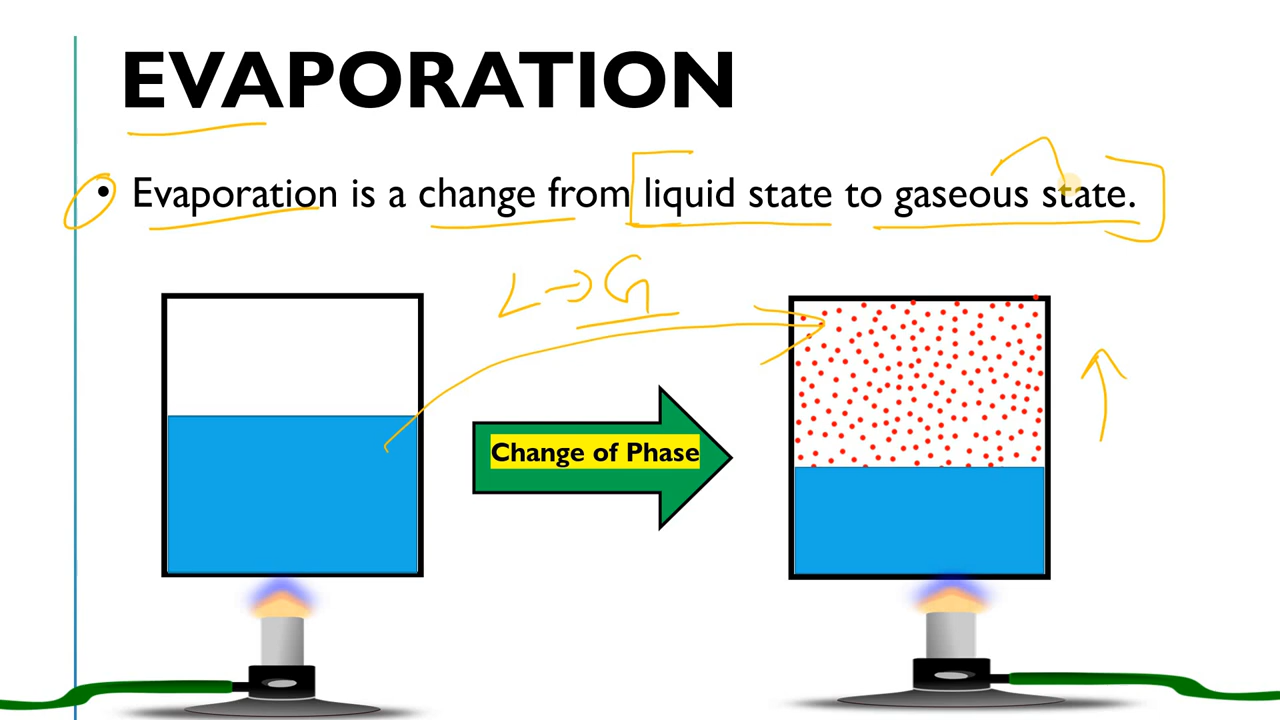 EVAPORATION
• Evaporation is a change from liquid state to gaseous state.
L → G
Change of Phase